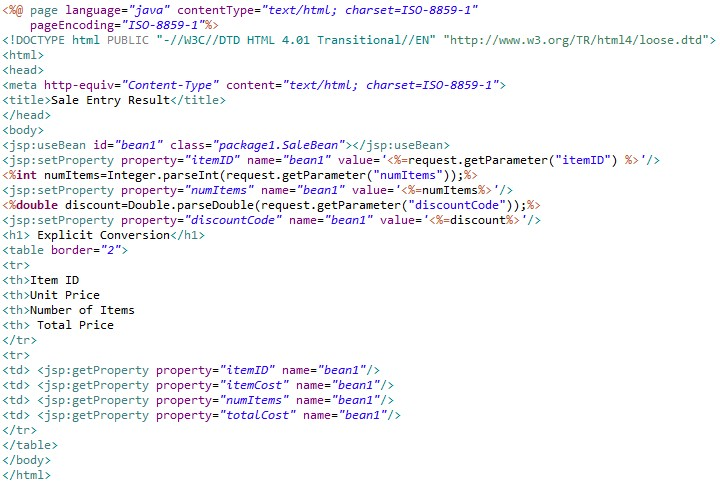 <%@ page language="java" contentType="text/html; charset=ISO-8859-1"
    pageEncoding="ISO-8859-1"%>
<!DOCTYPE html PUBLIC "-//W3C//DTD HTML 4.01 Transitional//EN" "http://www.w3.org/TR/html4/loose.dtd">
<html>
<head>
<meta http-equiv="Content-Type" content="text/html; charset=ISO-8859-1">
<title>Sale Entry Result</title>
</head>
<body>
<jsp:useBean id="bean1" class="package1.SaleBean"></jsp:useBean>
<jsp:setProperty property="itemID" name="bean1" value='<%=request.getParameter("itemID") %>'/>
<%int numItems=Integer.parseInt(request.getParameter("numItems"));%>
<jsp:setProperty property="numItems" name="bean1" value='<%=numItems%>'/>
<%double discount=Double.parseDouble(request.getParameter("discountCode"));%>
<jsp:setProperty property="discountCode" name="bean1" value='<%=discount%>'/>
<h1> Explicit Conversion</h1>
<table border="2">
<tr>
<th>Item ID
<th>Unit Price
<th>Number of Items
<th> Total Price
</tr>
<tr>
<td> <jsp:getProperty property="itemID" name="bean1"/>
<td> <jsp:getProperty property="itemCost" name="bean1"/>
<td> <jsp:getProperty property="numItems" name="bean1"/>
<td> <jsp:getProperty property="totalCost" name="bean1"/>
</tr>
</table>
</body>
</html>